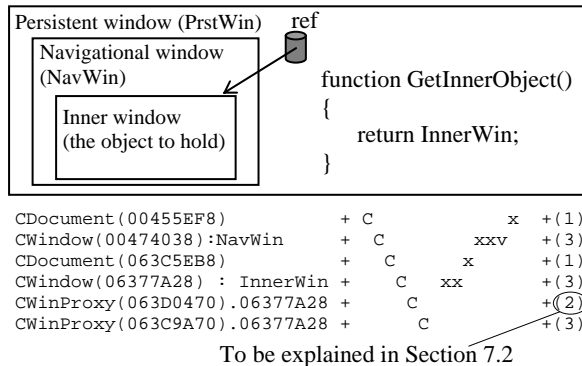 Persistent window (PrstWin) ref
Navigational window
(NavWin)
Inner window
(the object to hold)
function GetInnerObject()
{
return InnerWin;
}
CDocument(00455EF8) + C x +(1)
CWindow(00474038):NavWin + C xxv +(3)
CDocument(063C5EB8) + C x +(1)
CWindow(06377A28) : InnerWin + C xx +(3)
CWinProxy(063D0470).06377A28 + C +(2)
CWinProxy(063C9A70).06377A28 + C +(3)
To be explained in Section 7.2